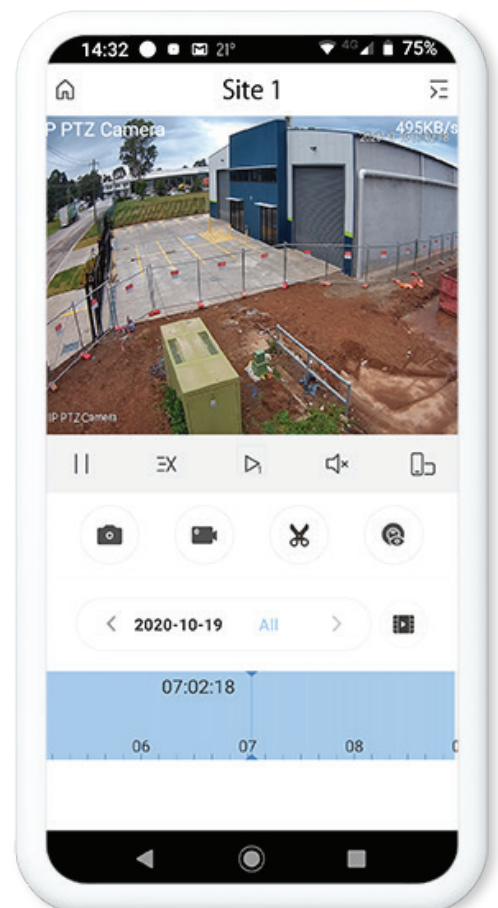 14:32 21° 4G 75%
Site 1
P PTZ Camera 495KB/s
IP PTZ Camera
2020-10-19 All
07:02:18
06 07 08